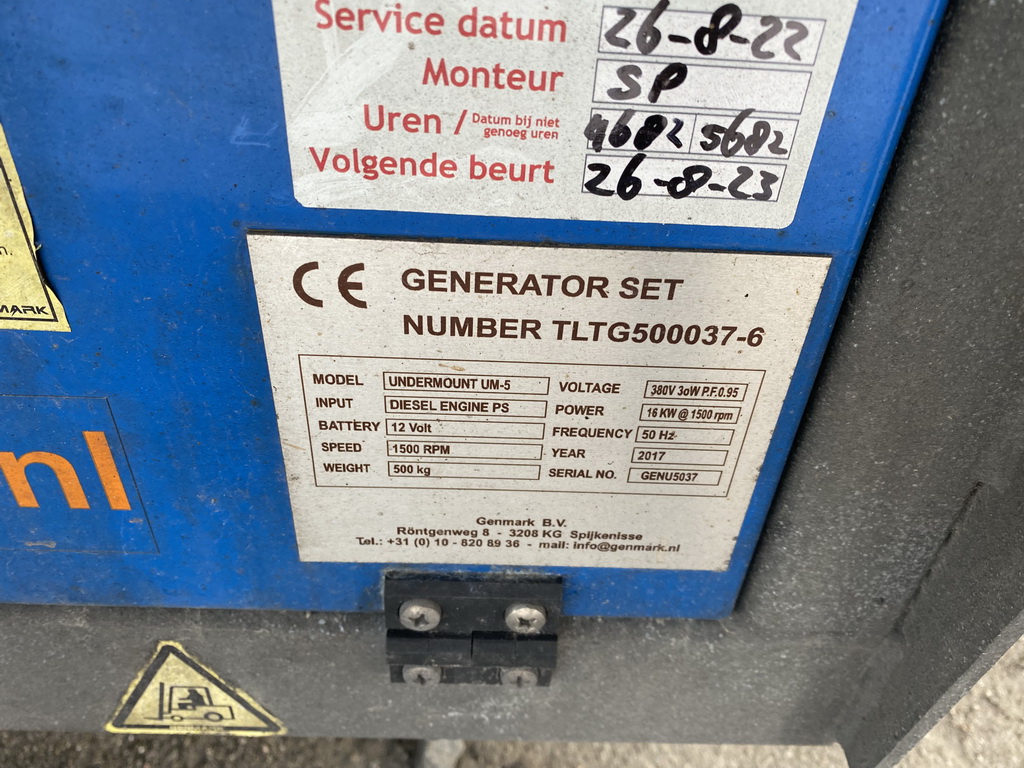 Service datum 26-8-22
Monteur SP
Uren / Datum bij niet genoeg uren 4682 5682
Volgende beurt 26-8-23
CE GENERATOR SET
NUMBER TLTG500037-6
MODEL UNDERMOUNT UM-5 VOLTAGE 380V 3oW P.F.0.95
INPUT DIESEL ENGINE PS POWER 16 KW @ 1500 rpm
BATTERY 12 Volt FREQUENCY 50 Hz
SPEED 1500 RPM YEAR 2017
WEIGHT 500 kg SERIAL NO. GENU5037
Genmark B.V.
Röntgenweg 8 - 3208 KG Spijkenisse
Tel.: +31 (0) 10 - 820 89 36 - mail: info@genmark.nl
n.
MARK
nl